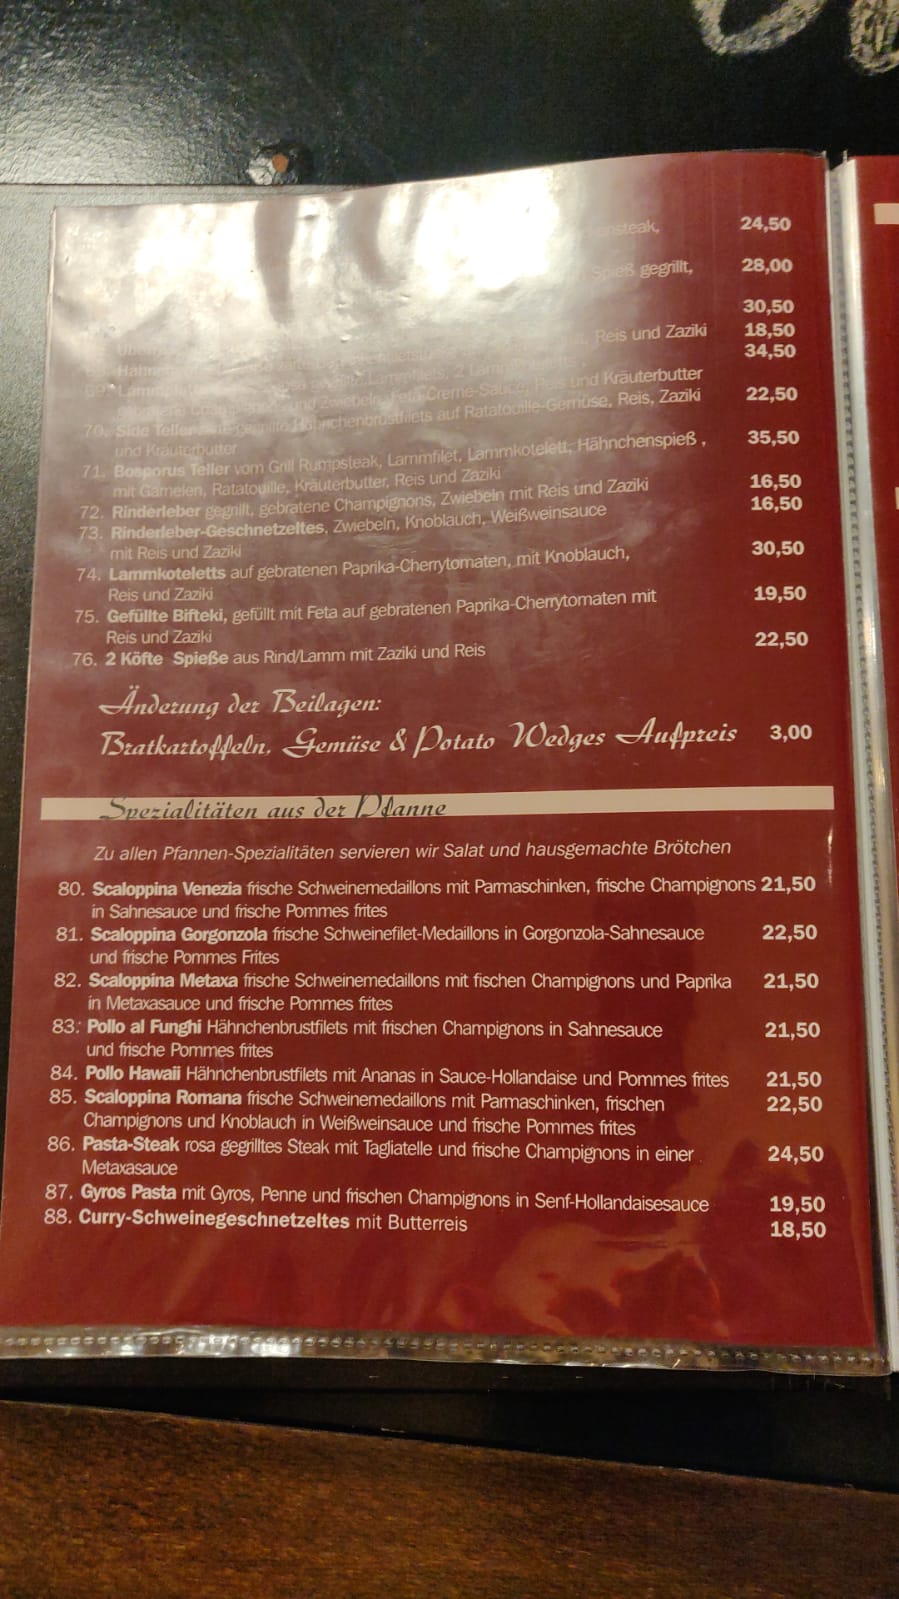 24,50
Spieß gegrillt, 28,00
30,50
Reis und Zaziki 18,50
34,50
und Zwiebeln, Feta-Creme-Sauce, Reis und Kräuterbutter
70. Side Teller gegrillte Hähnchenbrustfilets auf Ratatouille-Gemüse, Reis, Zaziki 22,50
und Kräuterbutter
71. Bosporus Teller vom Grill Rumpsteak, Lammfilet, Lammkotelett, Hähnchenspieß , 35,50
mit Garnelen, Ratatouille, Kräuterbutter, Reis und Zaziki
72. Rinderleber gegrillt, gebratene Champignons, Zwiebeln mit Reis und Zaziki 16,50
73. Rinderleber-Geschnetzeltes, Zwiebeln, Knoblauch, Weißweinsauce 16,50
mit Reis und Zaziki
74. Lammkoteletts auf gebratenen Paprika-Cherrytomaten, mit Knoblauch, 30,50
Reis und Zaziki
75. Gefüllte Bifteki, gefüllt mit Feta auf gebratenen Paprika-Cherrytomaten mit 19,50
Reis und Zaziki
76. 2 Köfte Spieße aus Rind/Lamm mit Zaziki und Reis 22,50
Änderung der Beilagen:
Bratkartoffeln, Gemüse & Potato Wedges Aufpreis 3,00
Spezialitäten aus der Pfanne
Zu allen Pfannen-Spezialitäten servieren wir Salat und hausgemachte Brötchen
80. Scaloppina Venezia frische Schweinemedaillons mit Parmaschinken, frische Champignons 21,50
in Sahnesauce und frische Pommes frites
81. Scaloppina Gorgonzola frische Schweinefilet-Medaillons in Gorgonzola-Sahnesauce 22,50
und frische Pommes Frites
82. Scaloppina Metaxa frische Schweinemedaillons mit fischen Champignons und Paprika 21,50
in Metaxasauce und frische Pommes frites
83. Pollo al Funghi Hähnchenbrustfilets mit frischen Champignons in Sahnesauce 21,50
und frische Pommes frites
84. Pollo Hawaii Hähnchenbrustfilets mit Ananas in Sauce-Hollandaise und Pommes frites 21,50
85. Scaloppina Romana frische Schweinemedaillons mit Parmaschinken, frischen 22,50
Champignons und Knoblauch in Weißweinsauce und frische Pommes frites
86. Pasta-Steak rosa gegrilltes Steak mit Tagliatelle und frische Champignons in einer 24,50
Metaxasauce
87. Gyros Pasta mit Gyros, Penne und frischen Champignons in Senf-Hollandaisesauce 19,50
88. Curry-Schweinegeschnetzeltes mit Butterreis 18,50